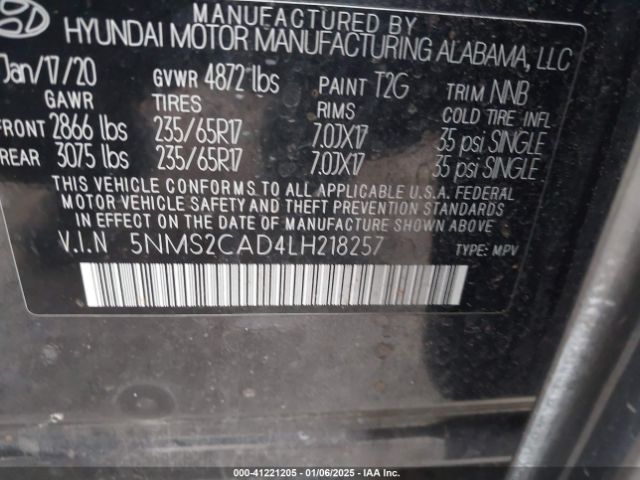 MANUFACTURED BY
HYUNDAI MOTOR MANUFACTURING ALABAMA, LLC
Jan/17/20 GVWR 4872 lbs PAINT T2G TRIM NNB
GAWR TIRES RIMS COLD TIRE INFL
FRONT 2866 lbs 235/65R17 7.0JX17 35 psi SINGLE
REAR 3075 lbs 235/65R17 7.0JX17 35 psi SINGLE
THIS VEHICLE CONFORMS TO ALL APPLICABLE U.S.A. FEDERAL
MOTOR VEHICLE SAFETY AND THEFT PREVENTION STANDARDS
IN EFFECT ON THE DATE OF MANUFACTURE SHOWN ABOVE
V.I.N 5NMS2CAD4LH218257 TYPE: MPV
000-41221205 - 01/06/2025 - IAA Inc.